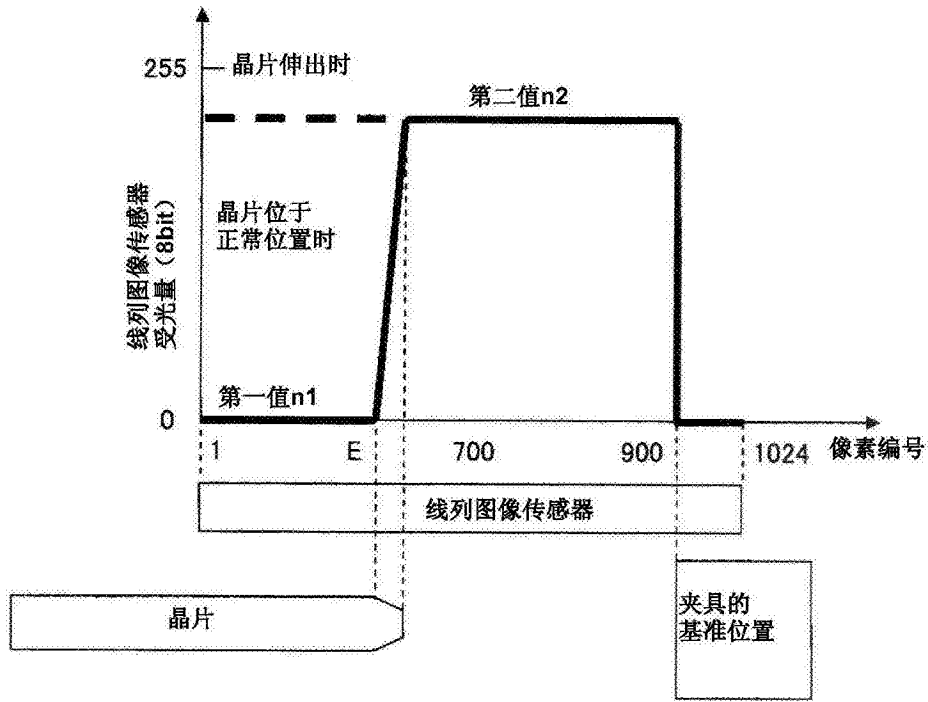 255
晶片伸出时
第二值n2
晶片位于
正常位置时
线列图像传感器
受光量（8bit）
第一值n1
0
1
E
700
900
1024
像素编号
线列图像传感器
晶片
夹具的
基准位置